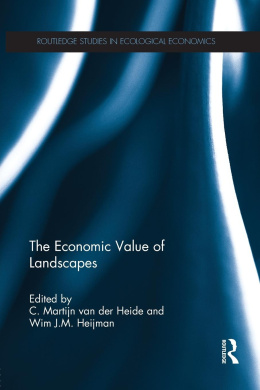 ROUTLEDGE STUDIES IN ECOLOGICAL ECONOMICS
The Economic Value of
Landscapes
Edited by
C. Martijn van der Heide and
Wim J.M. Heijman
ROUTLEDGE